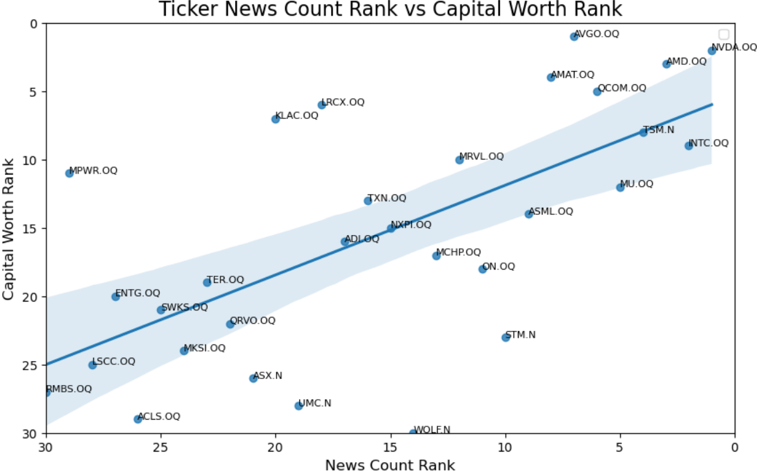 Ticker News Count Rank vs Capital Worth Rank
0
5
10
15
20
25
30
Capital Worth Rank
AVGO.OQ
NVDA.OQ
AMD.OQ
AMAT.OQ
QCOM.OQ
LRCX.OQ
KLAC.OQ
TSM.N
INTC.OQ
MRVL.OQ
MPWR.OQ
MU.OQ
TXN.OQ
ASML.OQ
NXPI.OQ
ADI.OQ
MCHP.OQ
ON.OQ
TER.OQ
ENTG.OQ
SWKS.OQ
QRVO.OQ
STM.N
MKSI.OQ
LSCC.OQ
ASX.N
RMBS.OQ
UMC.N
ACLS.OQ
WOLF.N
30 25 20 15 10 5 0
News Count Rank